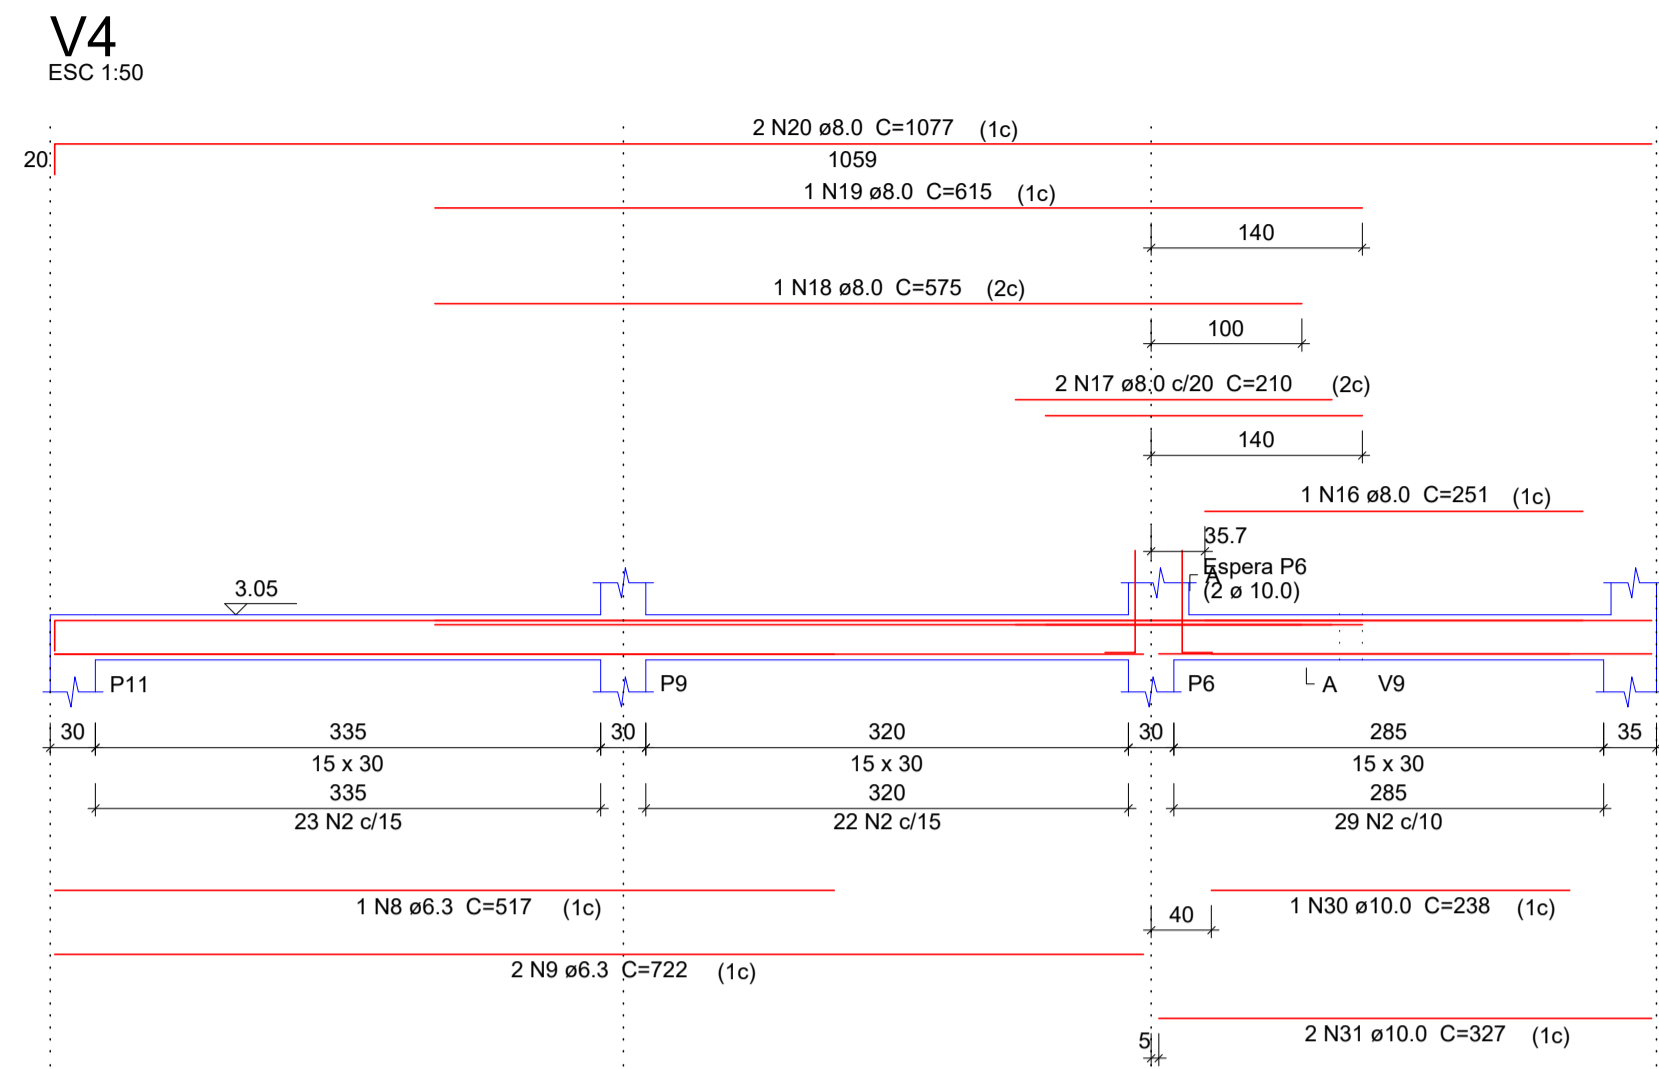 V4
ESC 1:50
2 N20 ø8.0 C=1077 (1c)
20
1059
1 N19 ø8.0 C=615 (1c)
140
1 N18 ø8.0 C=575 (2c)
100
2 N17 ø8.0 c/20 C=210 (2c)
140
1 N16 ø8.0 C=251 (1c)
35.7
Espera P6
A
(2 ø 10.0)
3.05
P11
P9
P6
A
V9
30 335 30 320 30 285 35
15 x 30 15 x 30 15 x 30
335 320 285
23 N2 c/15 22 N2 c/15 29 N2 c/10
1 N8 ø6.3 C=517 (1c)
1 N30 ø10.0 C=238 (1c)
40
2 N9 ø6.3 C=722 (1c)
2 N31 ø10.0 C=327 (1c)
5